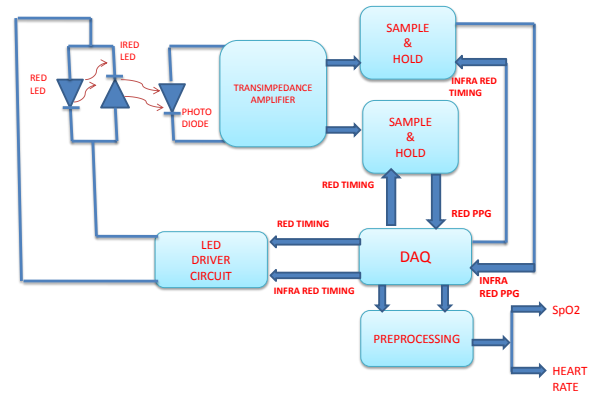 SAMPLE
&
HOLD
IRED
LED
RED
LED
TRANSIMPEDANCE
AMPLIFIER
INFRA RED
TIMING
PHOTO
DIODE
SAMPLE
&
HOLD
RED TIMING
RED PPG
RED TIMING
LED
DRIVER
CIRCUIT
DAQ
INFRA RED TIMING
INFRA
RED PPG
PREPROCESSING
SpO2
HEART
RATE